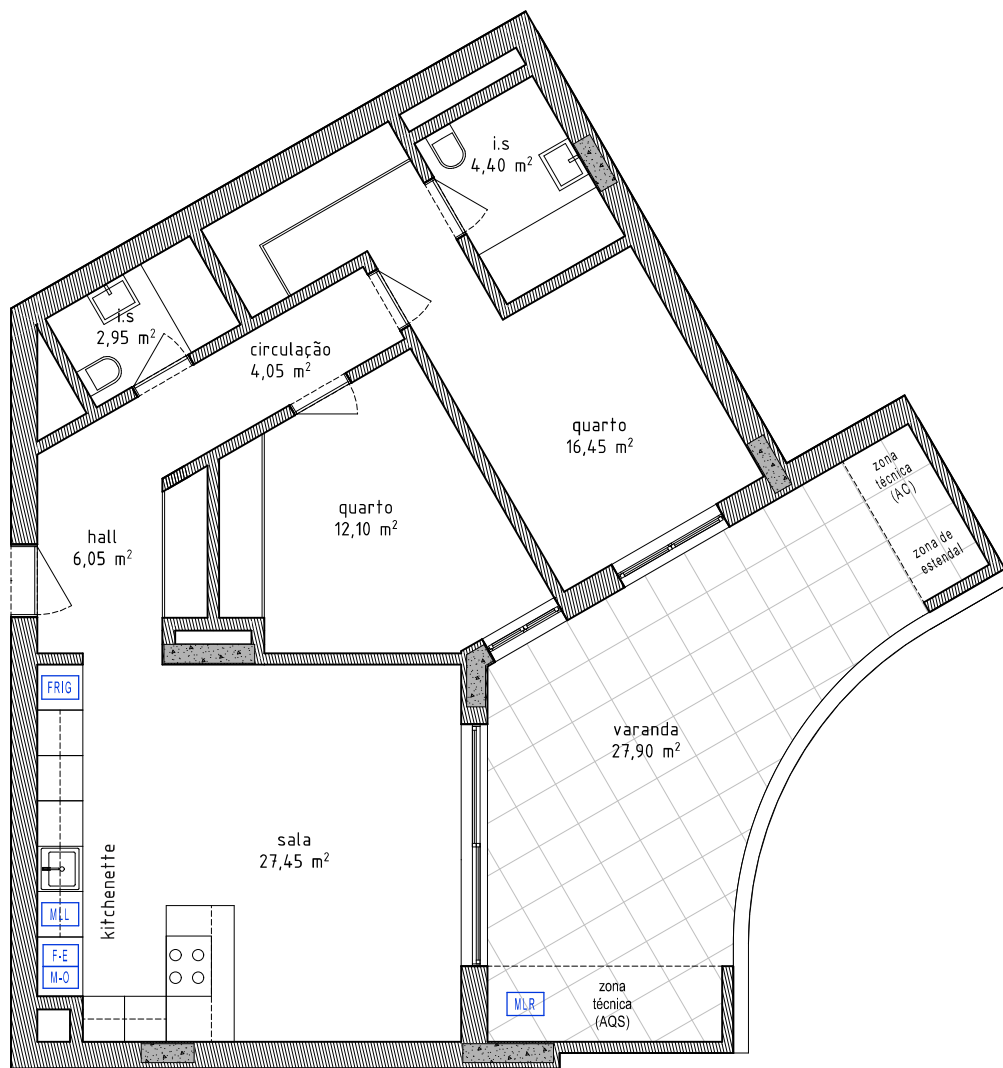 i.s
4,40 m²
i.s
2,95 m²
circulação
4,05 m²
quarto
16,45 m²
zona
técnica
(AC)
zona de
estendal
quarto
12,10 m²
hall
6,05 m²
FRIG
varanda
27,90 m²
sala
27,45 m²
kitchenette
MLL
F-E
M-O
MLR
zona
técnica
(AQS)